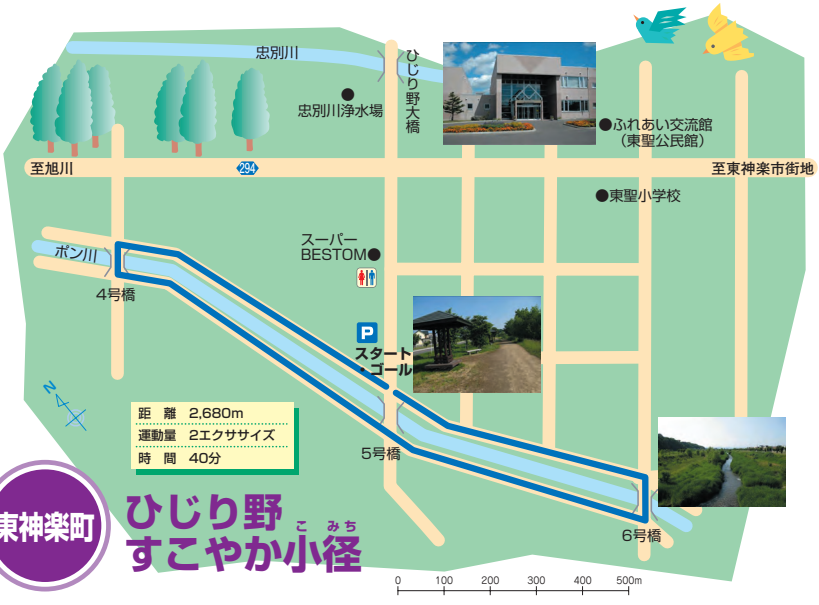 忠別川
ひじり野大橋
忠別川浄水場
ふれあい交流館
（東聖公民館）
至旭川
294
至東神楽市街地
東聖小学校
スーパー
BESTOM
ポン川
4号橋
P
スタート
・ゴール
N
距 離 2,680m
運動量 2エクササイズ
時 間 40分
5号橋
6号橋
東神楽町
ひじり野
こ みち
すこやか小径
0 100 200 300 400 500m